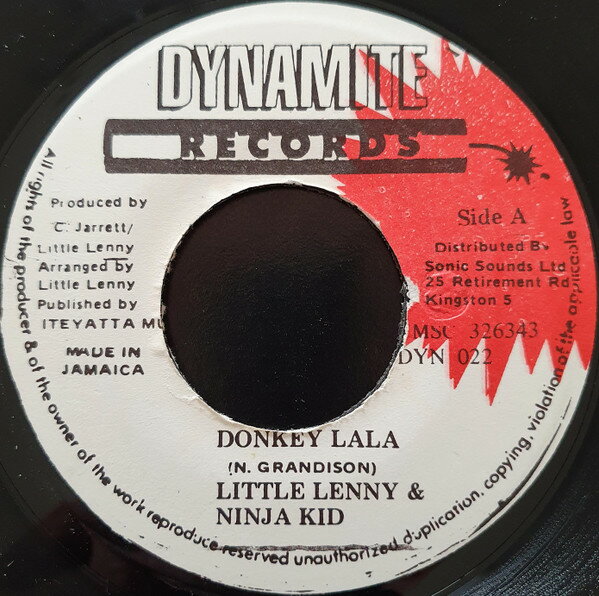 DYNAMITE
RECORDS
Produced by
C. Jarrett/
Little Lenny
Arranged by
Little Lenny
Published by
ITEYATTA MU
MADE IN
JAMAICA
Side A
Distributed By
Sonic Sounds Ltd
25 Retirement Rd.
Kingston 5
MSC 326343
DYN 022
DONKEY LALA
(N. GRANDISON)
LITTLE LENNY &
NINJA KID
All rights of the producer & of the owner of the work reproduced reserved unauthorized duplication, copying, violation of the applicable law